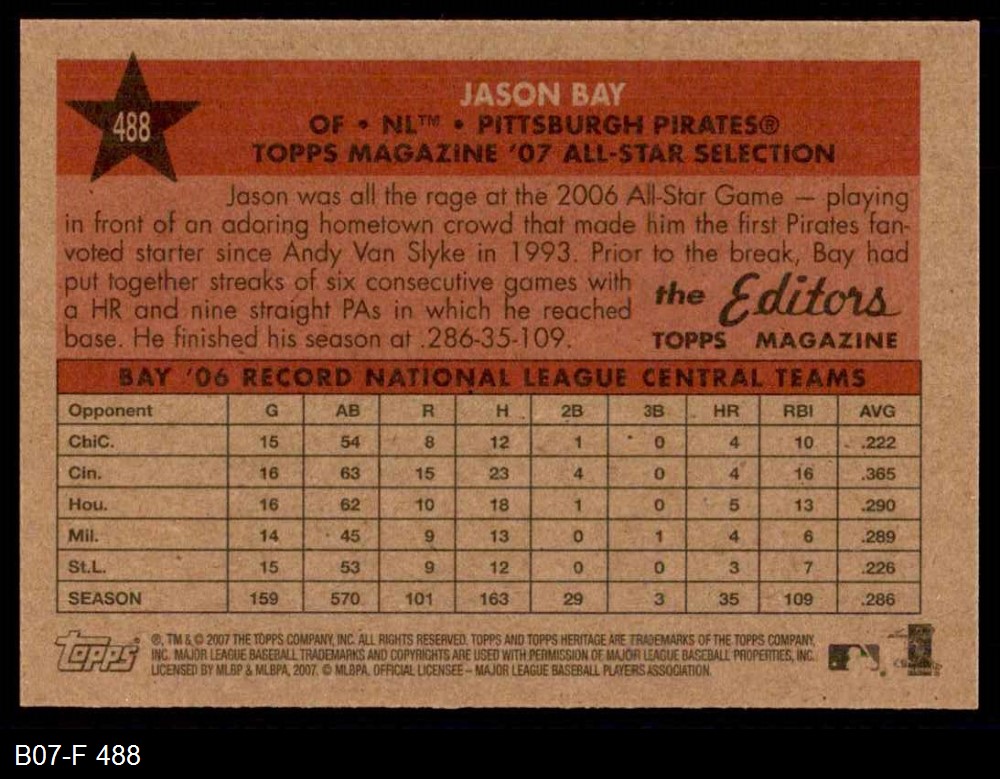 488
JASON BAY
OF • NL™ • PITTSBURGH PIRATES®
TOPPS MAGAZINE '07 ALL-STAR SELECTION
Jason was all the rage at the 2006 All-Star Game — playing
in front of an adoring hometown crowd that made him the first Pirates fan-
voted starter since Andy Van Slyke in 1993. Prior to the break, Bay had
put together streaks of six consecutive games with
a HR and nine straight PAs in which he reached
base. He finished his season at .286-35-109.
the Editors
TOPPS MAGAZINE
BAY '06 RECORD NATIONAL LEAGUE CENTRAL TEAMS
Opponent G AB R H 2B 3B HR RBI AVG
ChiC. 15 54 8 12 1 0 4 10 .222
Cin. 16 63 15 23 4 0 4 16 .365
Hou. 16 62 10 18 1 0 5 13 .290
Mil. 14 45 9 13 0 1 4 6 .289
St.L. 15 53 9 12 0 0 3 7 .226
SEASON 159 570 101 163 29 3 35 109 .286
Topps
®, TM & © 2007 THE TOPPS COMPANY, INC. ALL RIGHTS RESERVED. TOPPS AND TOPPS HERITAGE ARE TRADEMARKS OF THE TOPPS COMPANY,
INC. MAJOR LEAGUE BASEBALL TRADEMARKS AND COPYRIGHTS ARE USED WITH PERMISSION OF MAJOR LEAGUE BASEBALL PROPERTIES, INC.
LICENSED BY MLBP & MLBPA, 2007. © MLBPA. OFFICIAL LICENSEE – MAJOR LEAGUE BASEBALL PLAYERS ASSOCIATION.
B07-F 488